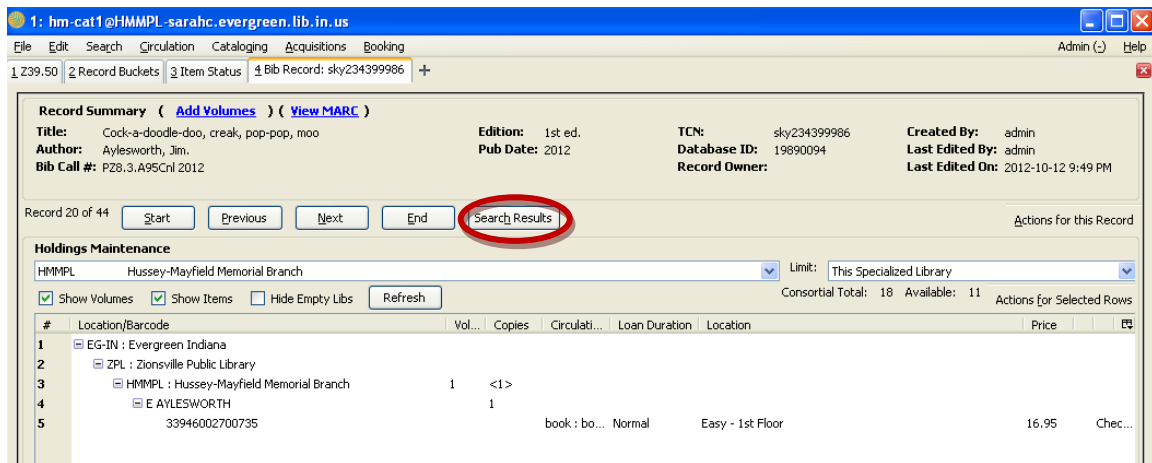 1: hm-cat1@HMMPL-sarahc.evergreen.lib.in.us
File Edit Search Circulation Cataloging Acquisitions Booking Admin (-) Help
1 Z39.50 2 Record Buckets 3 Item Status 4 Bib Record: sky234399986 +
Record Summary ( Add Volumes ) ( View MARC )
Title: Cock-a-doodle-doo, creak, pop-pop, moo Edition: 1st ed. TCN: sky234399986 Created By: admin
Author: Aylesworth, Jim. Pub Date: 2012 Database ID: 19890094 Last Edited By: admin
Bib Call #: PZ8.3.A95Cnl 2012 Record Owner: Last Edited On: 2012-10-12 9:49 PM
Record 20 of 44 Start Previous Next End Search Results Actions for this Record
Holdings Maintenance
HMMPL Hussey-Mayfield Memorial Branch Limit: This Specialized Library
Show Volumes Show Items Hide Empty Libs Refresh Consortial Total: 18 Available: 11 Actions for Selected Rows
# Location/Barcode Vol... Copies Circulati... Loan Duration Location Price
1 EG-IN : Evergreen Indiana
2 ZPL : Zionsville Public Library
3 HMMPL : Hussey-Mayfield Memorial Branch 1 <1>
4 E AYLESWORTH 1
5 33946002700735 book : bo... Normal Easy - 1st Floor 16.95 Chec...